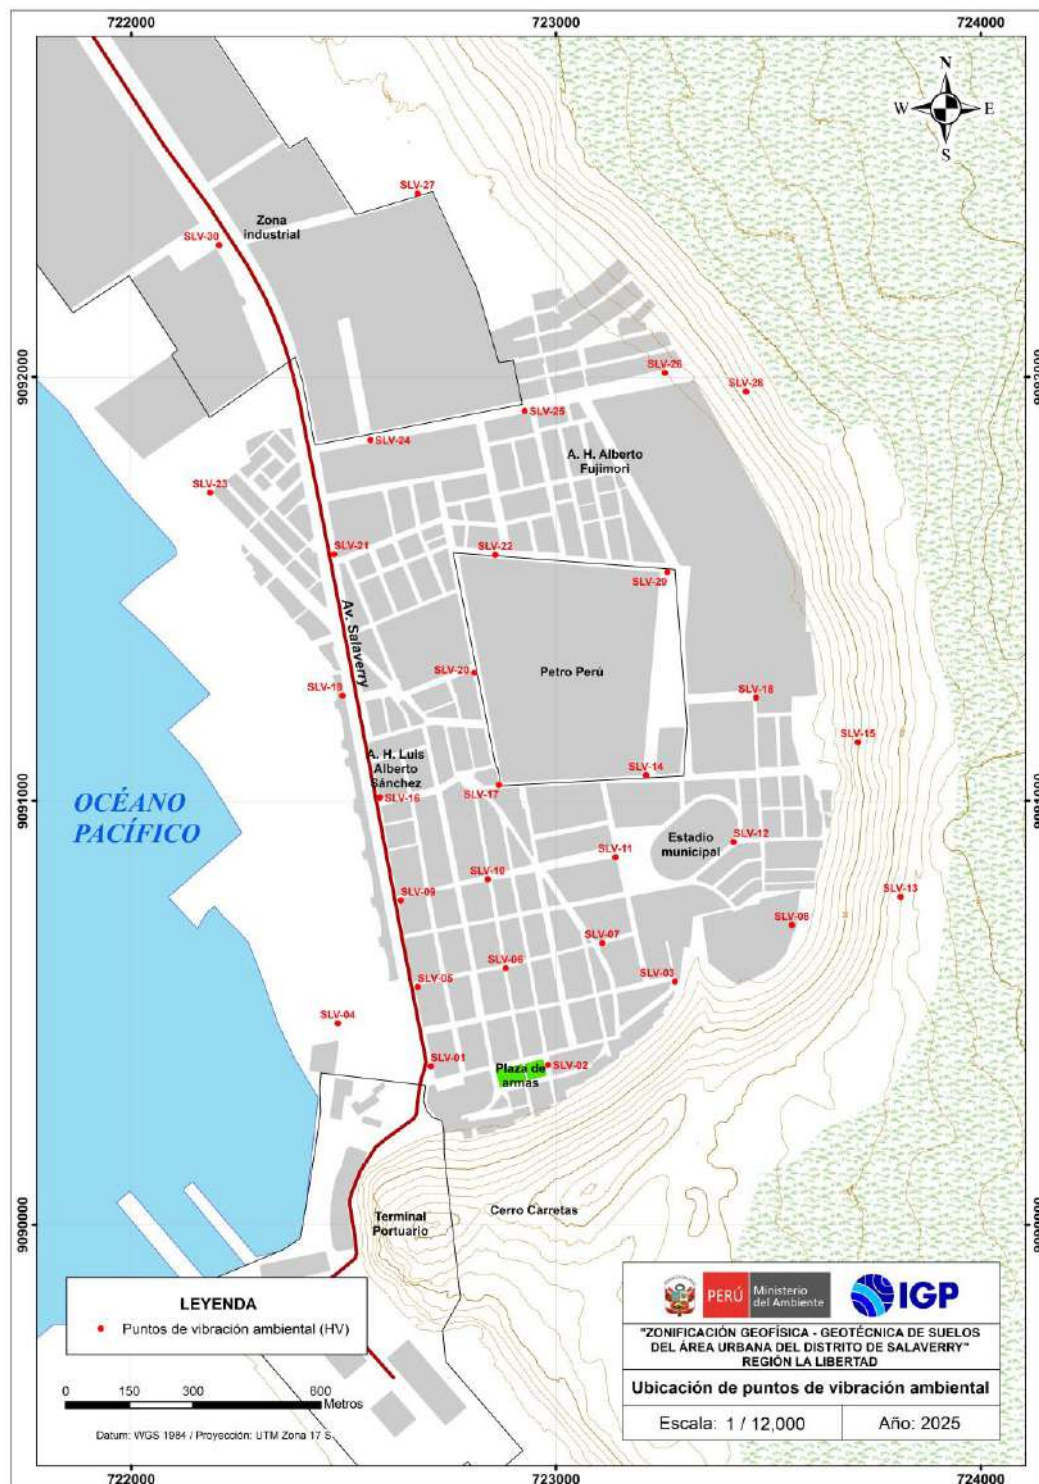 722000
723000
724000
N
W
E
S
SLV-27
Zona
industrial
SLV-30
9092000
9092000
SLV-26
SLV-28
SLV-25
SLV-24
A. H. Alberto
Fujimori
SLV-23
SLV-21
SLV-22
SLV-29
Av. Salaverry
SLV-20
Petro Perú
SLV-19
SLV-18
SLV-15
A. H. Luis
Alberto
Sánchez
SLV-14
SLV-17
SLV-16
9091000
9091000
OCÉANO
PACÍFICO
Estadio
municipal
SLV-12
SLV-11
SLV-10
SLV-09
SLV-13
SLV-08
SLV-07
SLV-06
SLV-03
SLV-05
SLV-04
SLV-01
SLV-02
Plaza de
armas
Cerro Carretas
Terminal
Portuario
9090000
9090000
LEYENDA
Puntos de vibración ambiental (HV)
0 150 300 600
Metros
Datum: WGS 1984 / Proyección: UTM Zona 17 S
PERÚ
Ministerio
del Ambiente
IGP
"ZONIFICACIÓN GEOFÍSICA - GEOTÉCNICA DE SUELOS
DEL ÁREA URBANA DEL DISTRITO DE SALAVERRY"
REGIÓN LA LIBERTAD
Ubicación de puntos de vibración ambiental
Escala: 1 / 12,000
Año: 2025
722000
723000
724000